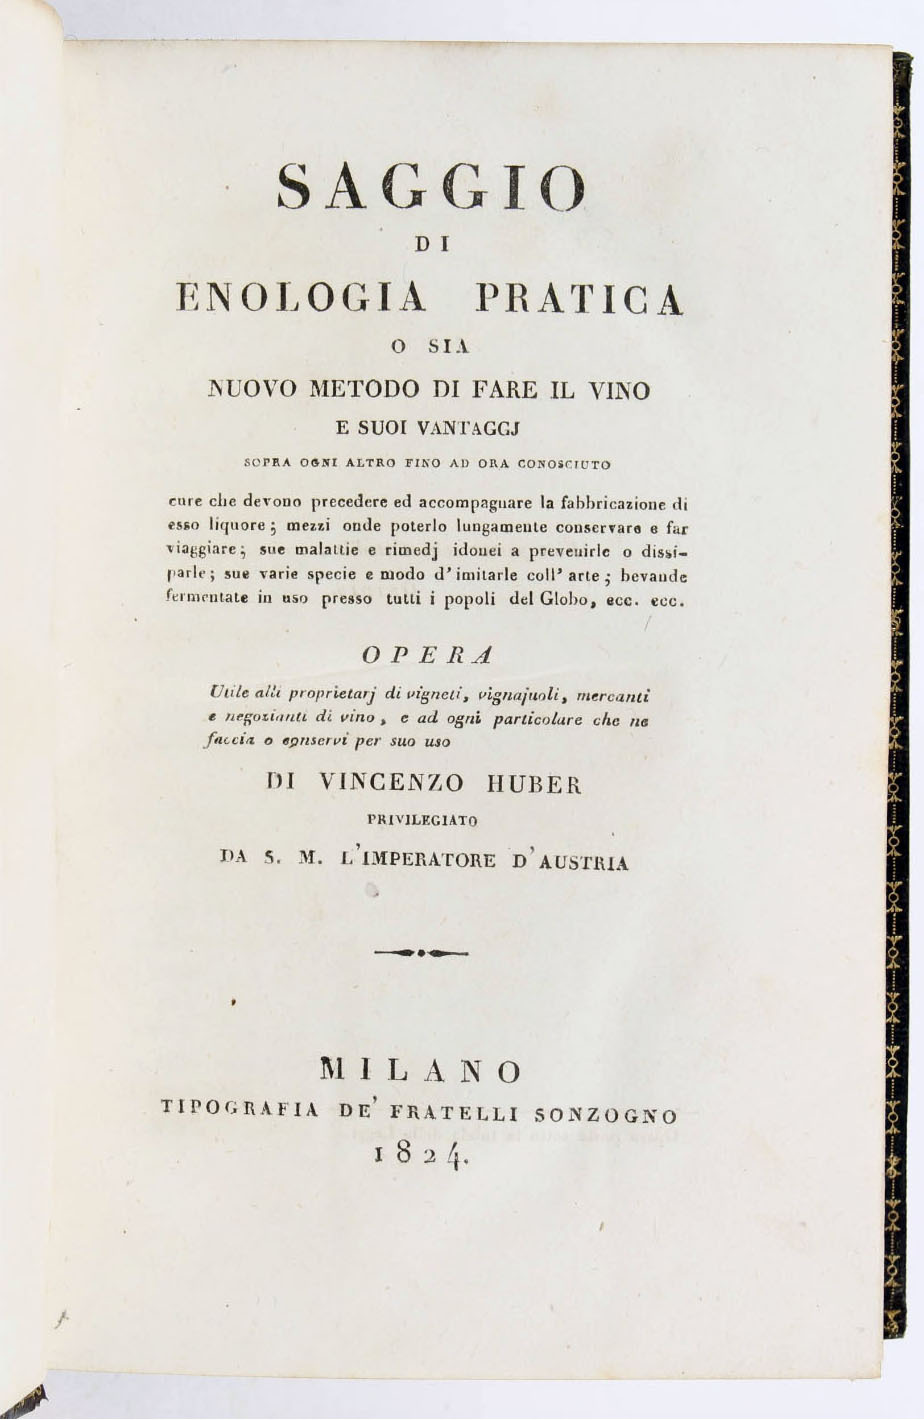 SAGGIO
DI
ENOLOGIA PRATICA
O SIA
NUOVO METODO DI FARE IL VINO
E SUOI VANTAGGJ
SOPRA OGNI ALTRO FINO AD ORA CONOSCIUTO
cure che devono precedere ed accompagnare la fabbricazione di
esso liquore; mezzi onde poterlo lungamente conservare e far
viaggiare; sue malattie e rimedj idonei a prevenirle o dissi-
parle; sue varie specie e modo d'imitarle coll'arte; bevande
fermentate in uso presso tutti i popoli del Globo, ecc. ecc.
OPERA
Utile alli proprietarj di vigneti, vignajuoli, mercanti
e negozianti di vino, e ad ogni particolare che ne
faccia o conservi per suo uso
DI VINCENZO HUBER
PRIVILEGIATO
DA S. M. L'IMPERATORE D'AUSTRIA
MILANO
TIPOGRAFIA DE' FRATELLI SONZOGNO
1824.